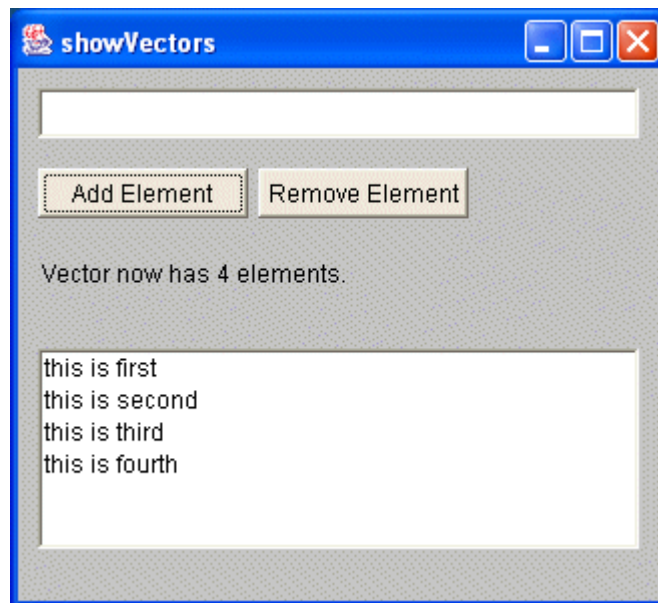 showVectors
Add Element Remove Element
Vector now has 4 elements.
this is first
this is second
this is third
this is fourth